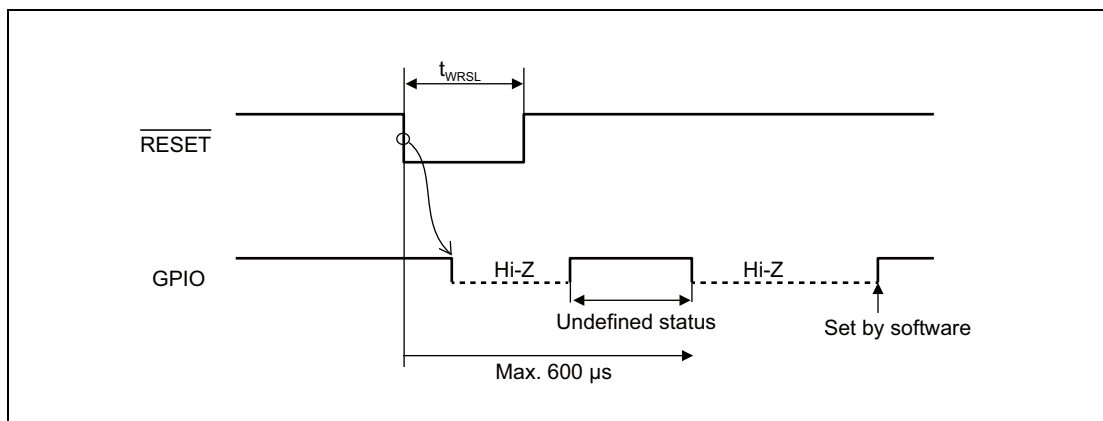 tWRSL
RESET
GPIO
Hi-Z
Hi-Z
Undefined status
Set by software
Max. 600 µs